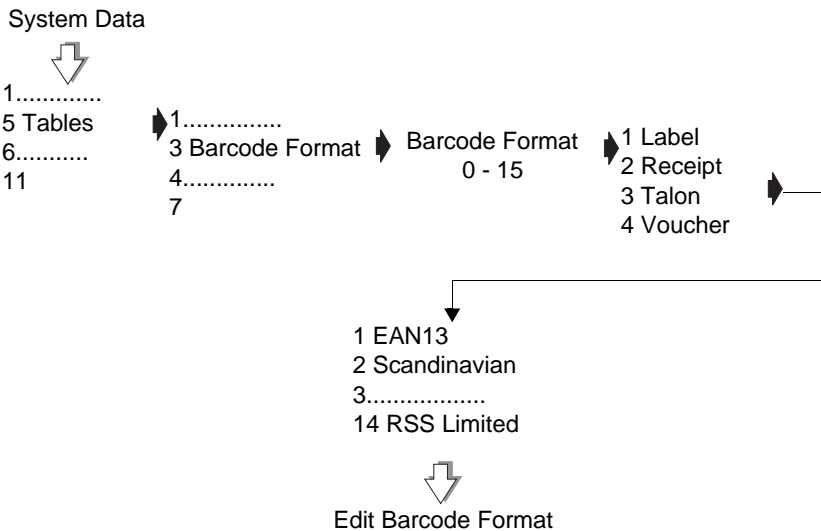 System Data
1.............
5 Tables
6...........
11
1...............
3 Barcode Format
4..............
7
Barcode Format
0 - 15
1 Label
2 Receipt
3 Talon
4 Voucher
1 EAN13
2 Scandinavian
3..................
14 RSS Limited
Edit Barcode Format